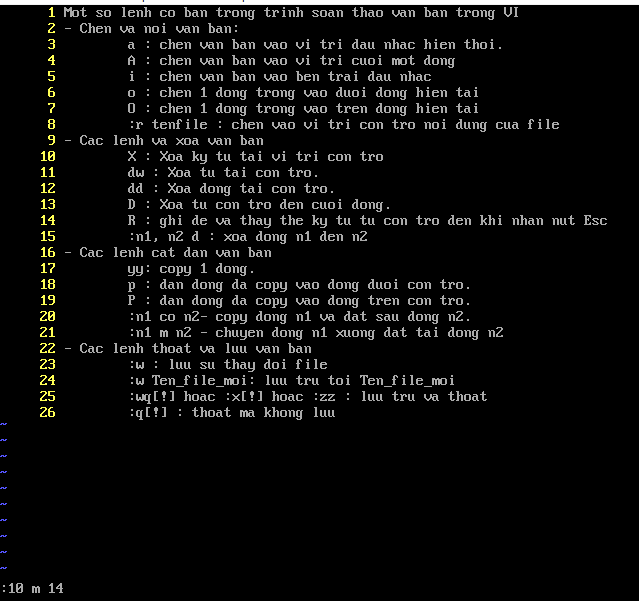 1 Mot so lenh co ban trong trinh soan thao van ban trong VI
2 - Chen va noi van ban:
3 a : chen van ban vao vi tri dau nhac hien thoi.
4 A : chen van ban vao vi tri cuoi mot dong
5 i : chen van ban vao ben trai dau nhac
6 o : chen 1 dong trong vao duoi dong hien tai
7 O : chen 1 dong trong vao tren dong hien tai
8 :r tenfile : chen vao vi tri con tro noi dung cua file
9 - Cac lenh va xoa van ban
10 X : Xoa ky tu tai vi tri con tro
11 dw : Xoa tu tai con tro.
12 dd : Xoa dong tai con tro.
13 D : Xoa tu con tro den cuoi dong.
14 R : ghi de va thay the ky tu tu con tro den khi nhan nut Esc
15 :n1, n2 d : xoa dong n1 den n2
16 - Cac lenh cat dan van ban
17 yy: copy 1 dong.
18 p : dan dong da copy vao dong duoi con tro.
19 P : dan dong da copy vao dong tren con tro.
20 :n1 co n2- copy dong n1 va dat sau dong n2.
21 :n1 m n2 - chuyen dong n1 xuong dat tai dong n2
22 - Cac lenh thoat va luu van ban
23 :w : luu su thay doi file
24 :w Ten_file_moi: luu tru toi Ten_file_moi
25 :wq[!] hoac :x[!] hoac :zz : luu tru va thoat
26 :q[!] : thoat ma khong luu
~
~
~
~
~
~
~
~
~
~
:10 m 14